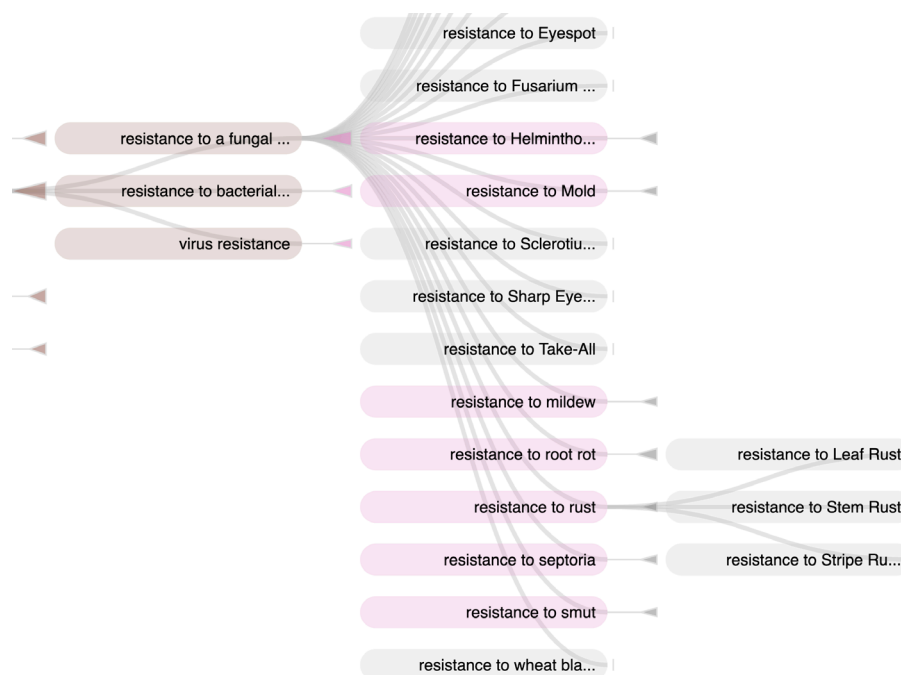 resistance to Eyespot
resistance to Fusarium ...
resistance to a fungal ...
resistance to Helmintho...
resistance to bacterial...
resistance to Mold
virus resistance
resistance to Sclerotiu...
resistance to Sharp Eye...
resistance to Take-All
resistance to mildew
resistance to root rot
resistance to Leaf Rust
resistance to rust
resistance to Stem Rust
resistance to septoria
resistance to Stripe Ru...
resistance to smut
resistance to wheat bla...